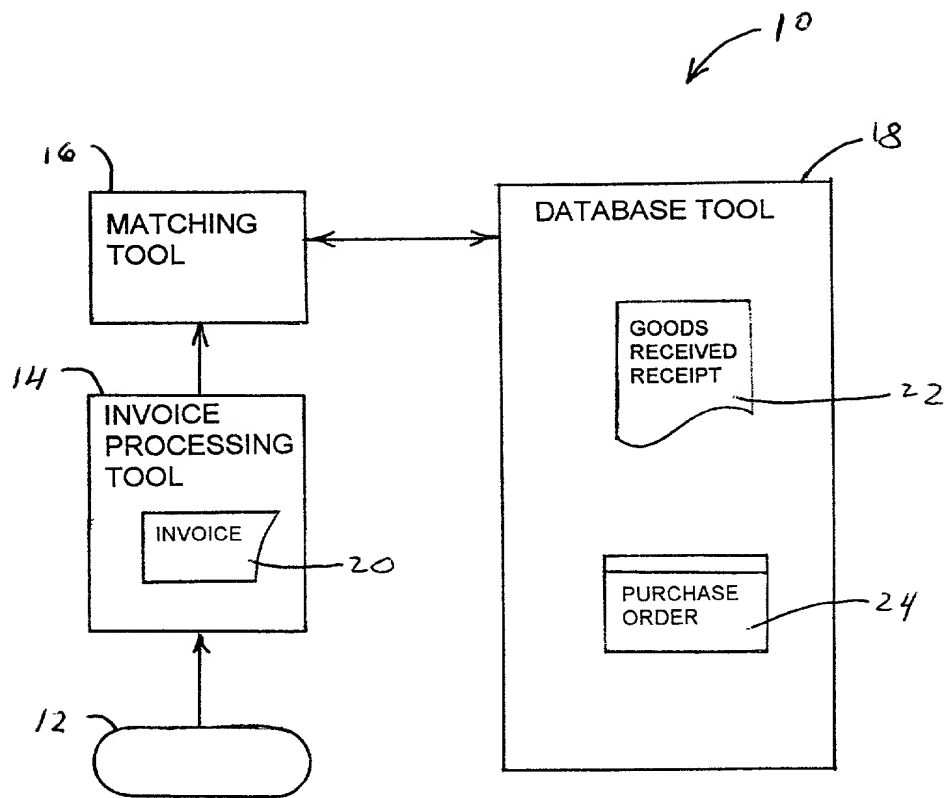 10
16
18
MATCHING
TOOL
DATABASE TOOL
GOODS
RECEIVED
RECEIPT
22
14
INVOICE
PROCESSING
TOOL
INVOICE
20
PURCHASE
ORDER
24
12